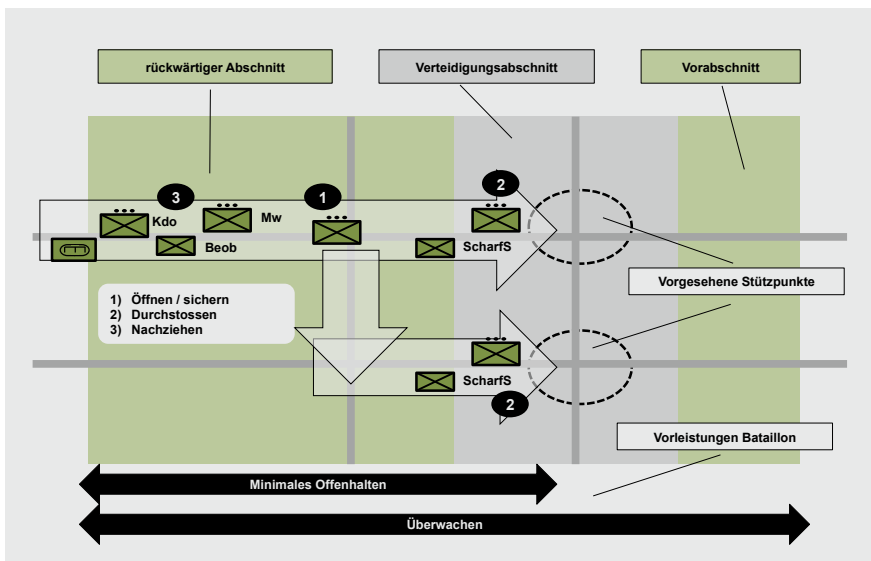 rückwärtiger Abschnitt
Verteidigungsabschnitt
Vorabschnitt
3
1
2
Kdo
Mw
Beob
ScharfS
Vorgesehene Stützpunkte
1) Öffnen / sichern
2) Durchstossen
3) Nachziehen
ScharfS
2
Vorleistungen Bataillon
Minimales Offenhalten
Überwachen